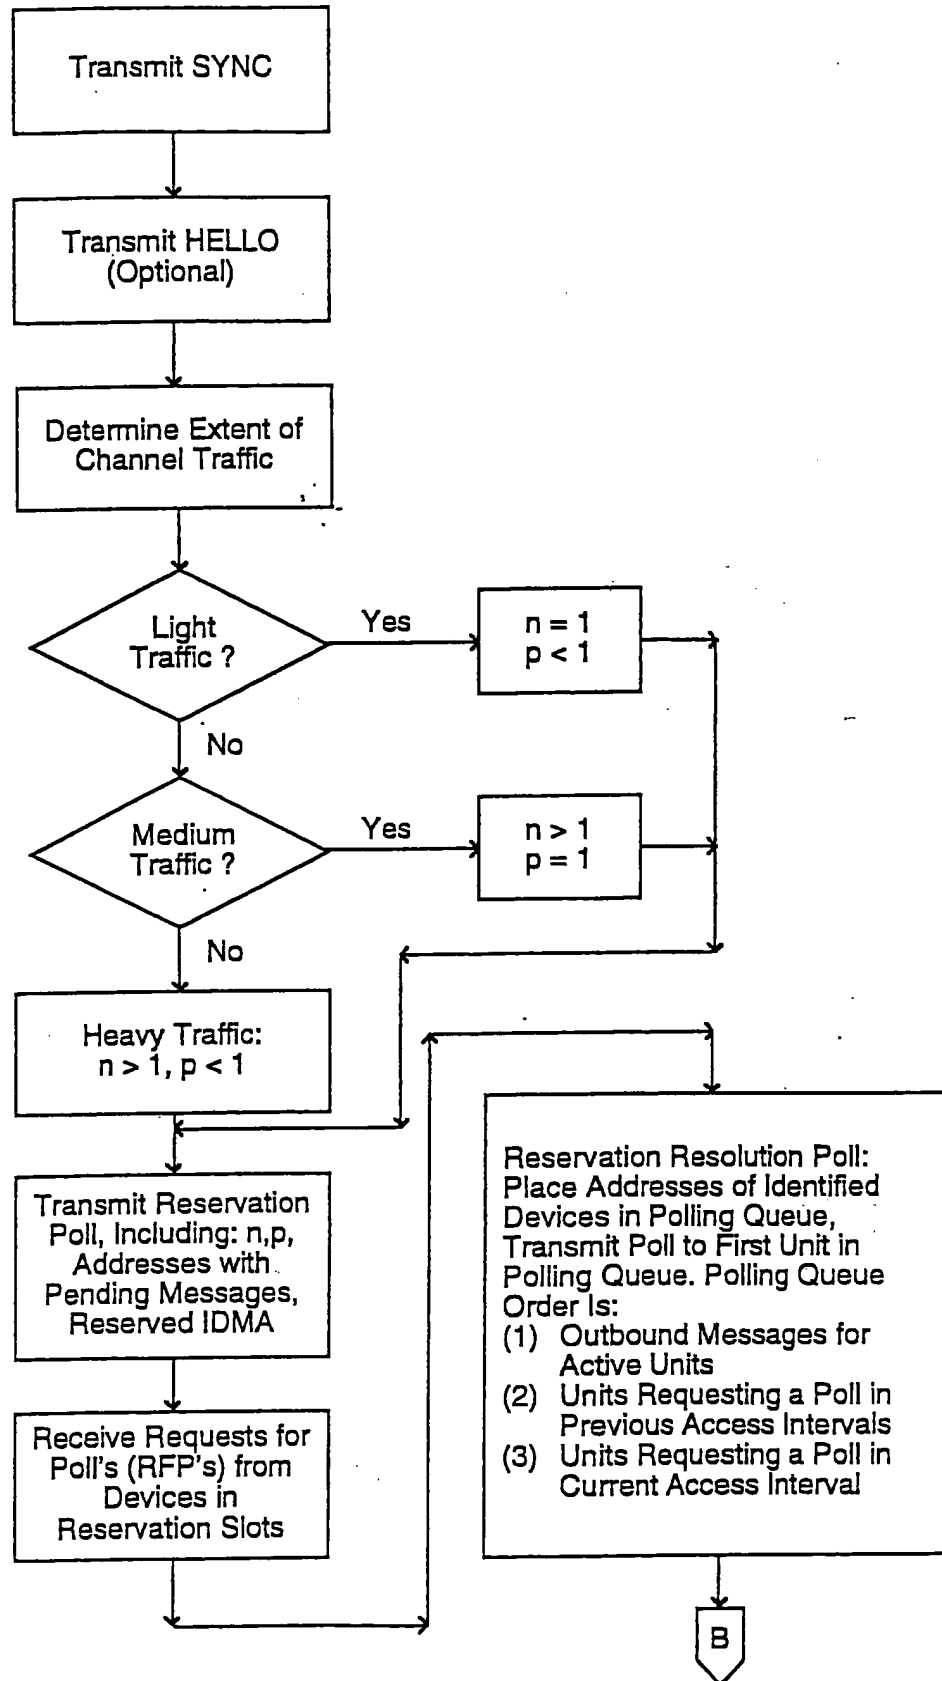 Transmit SYNC
Transmit HELLO
(Optional)
Determine Extent of
Channel Traffic
Light
Traffic ?
Yes
n = 1
p < 1
No
Medium
Traffic ?
Yes
n > 1
p = 1
No
Heavy Traffic:
n > 1, p < 1
Transmit Reservation
Poll, Including: n,p,
Addresses with
Pending Messages,
Reserved IDMA
Receive Requests for
Poll's (RFP's) from
Devices in
Reservation Slots
Reservation Resolution Poll:
Place Addresses of Identified
Devices in Polling Queue,
Transmit Poll to First Unit in
Polling Queue. Polling Queue
Order Is:
(1) Outbound Messages for
Active Units
(2) Units Requesting a Poll in
Previous Access Intervals
(3) Units Requesting a Poll in
Current Access Interval
B